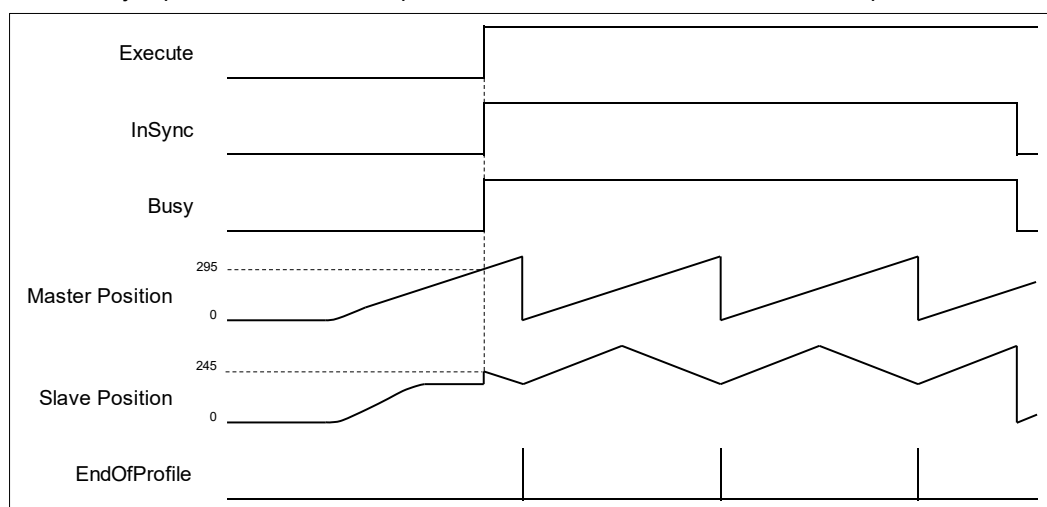 Execute
InSync
Busy
295
Master Position
0
245
Slave Position
0
EndOfProfile